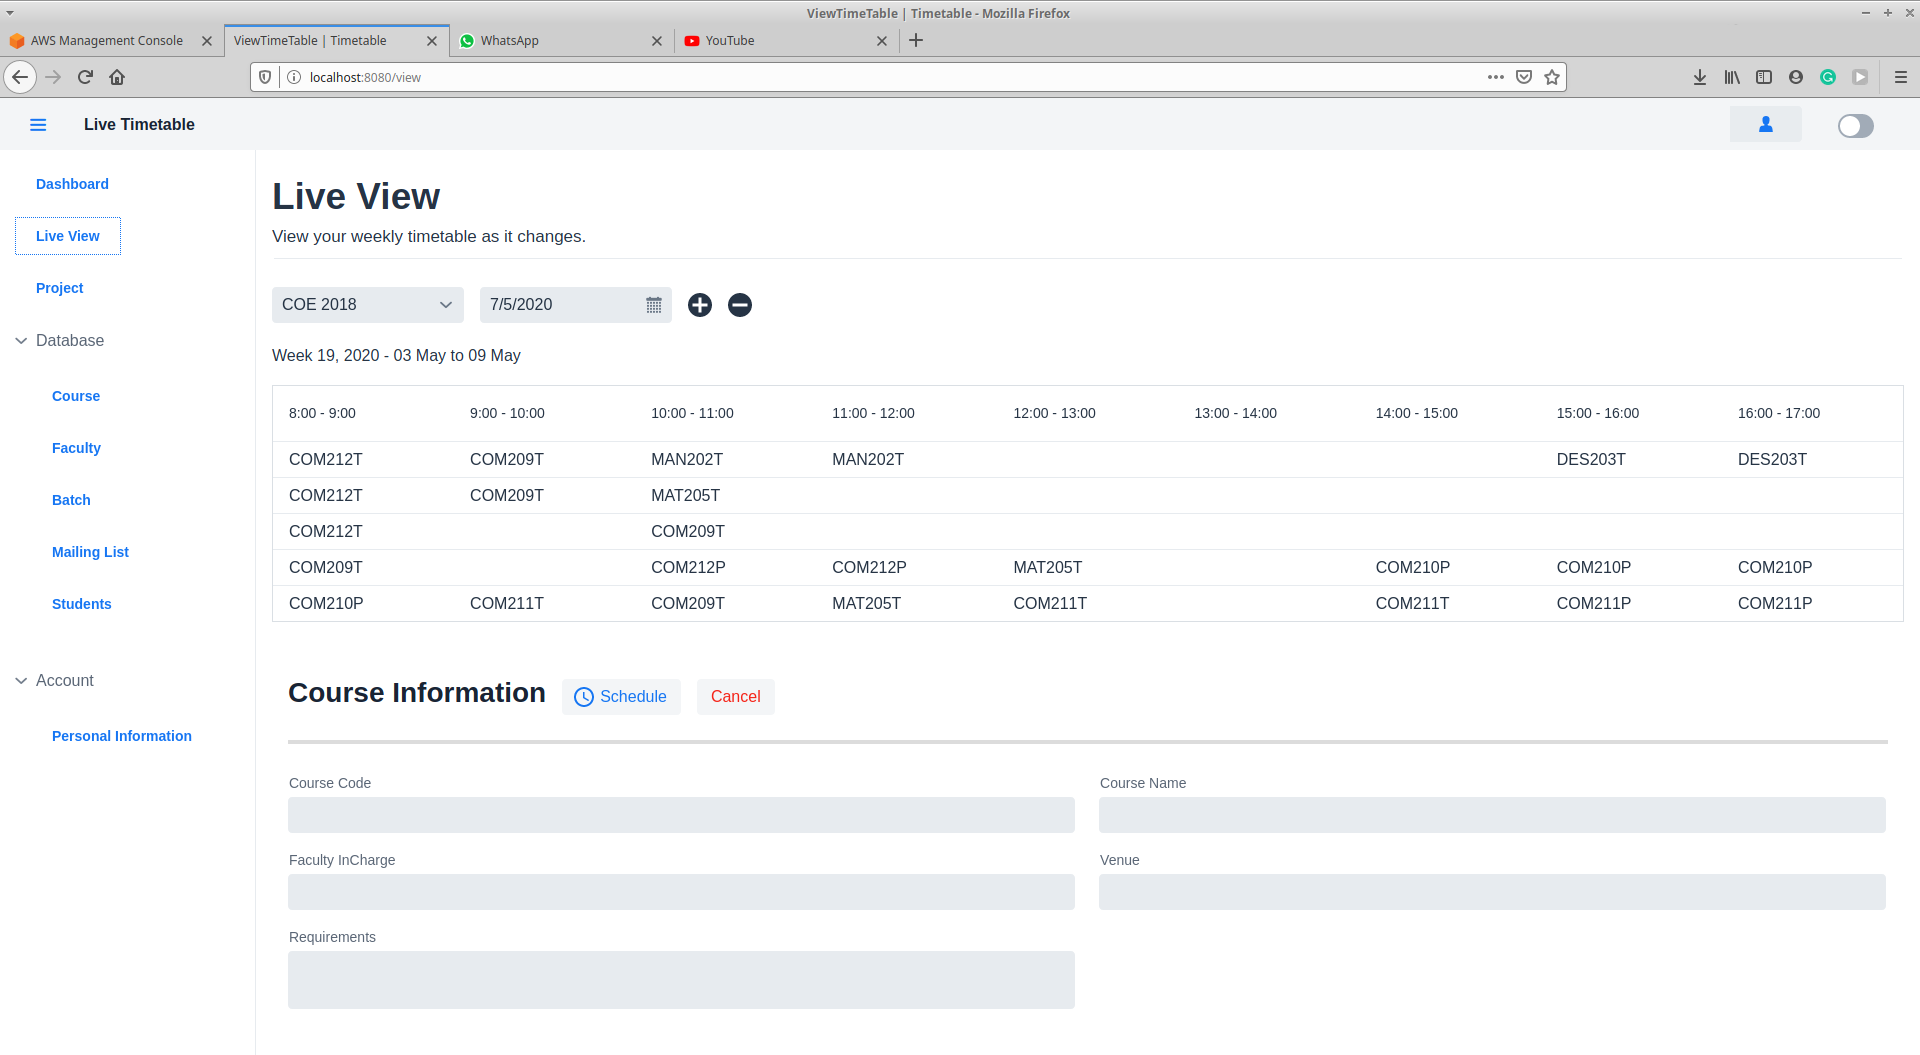 ViewTimeTable | Timetable - Mozilla Firefox
AWS Management Console
ViewTimeTable | Timetable
WhatsApp
YouTube
localhost:8080/view
Live Timetable
Dashboard
Live View
Project
Database
Course
Faculty
Batch
Mailing List
Students
Account
Personal Information
Live View
View your weekly timetable as it changes.
COE 2018
7/5/2020
Week 19, 2020 - 03 May to 09 May
8:00 - 9:00 9:00 - 10:00 10:00 - 11:00 11:00 - 12:00 12:00 - 13:00 13:00 - 14:00 14:00 - 15:00 15:00 - 16:00 16:00 - 17:00
COM212T COM209T MAN202T MAN202T DES203T DES203T
COM212T COM209T MAT205T
COM212T COM209T
COM209T COM212P COM212P MAT205T COM210P COM210P COM210P
COM210P COM211T COM209T MAT205T COM211T COM211T COM211P COM211P
Course Information
Schedule
Cancel
Course Code
Course Name
Faculty InCharge
Venue
Requirements